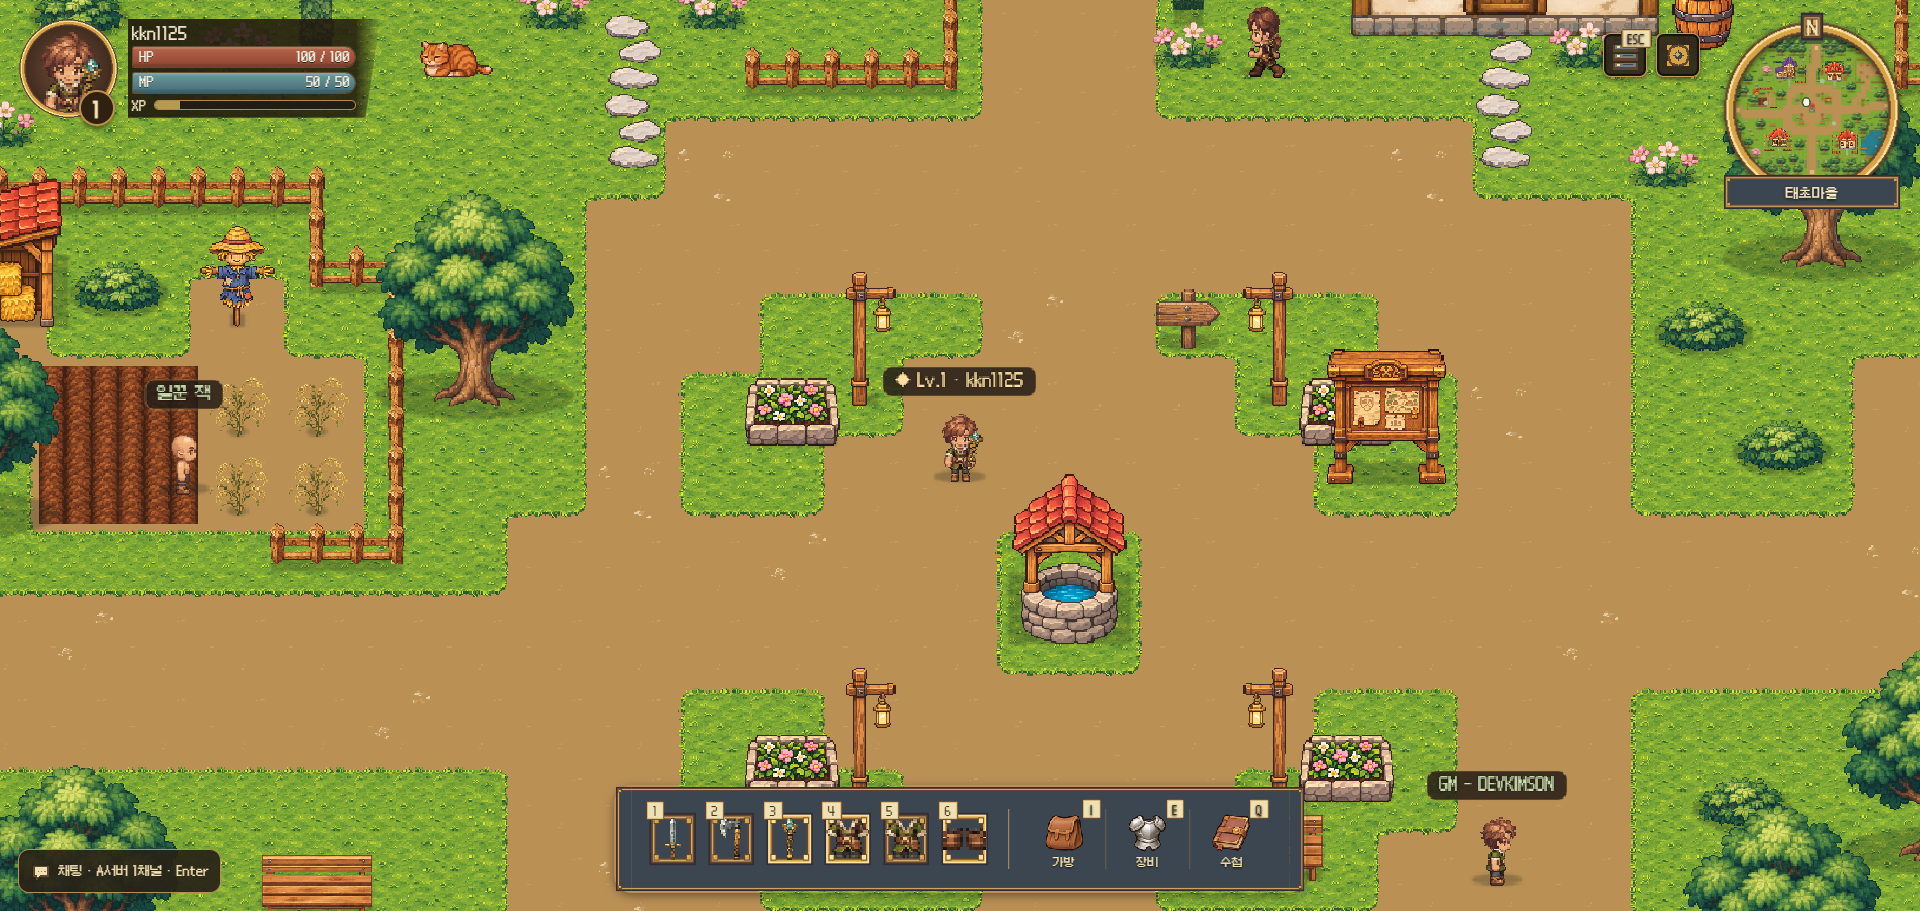 kkn1125
HP 100 / 100
MP 50 / 50
XP
1
ESC
N
태초마을
일꾼 잭
Lv.1 · kkn1125
GM - DEVKIMSON
1 2 3 4 5 6 I E Q
가방 장비 수첩
채팅 · A서버 1채널 · Enter